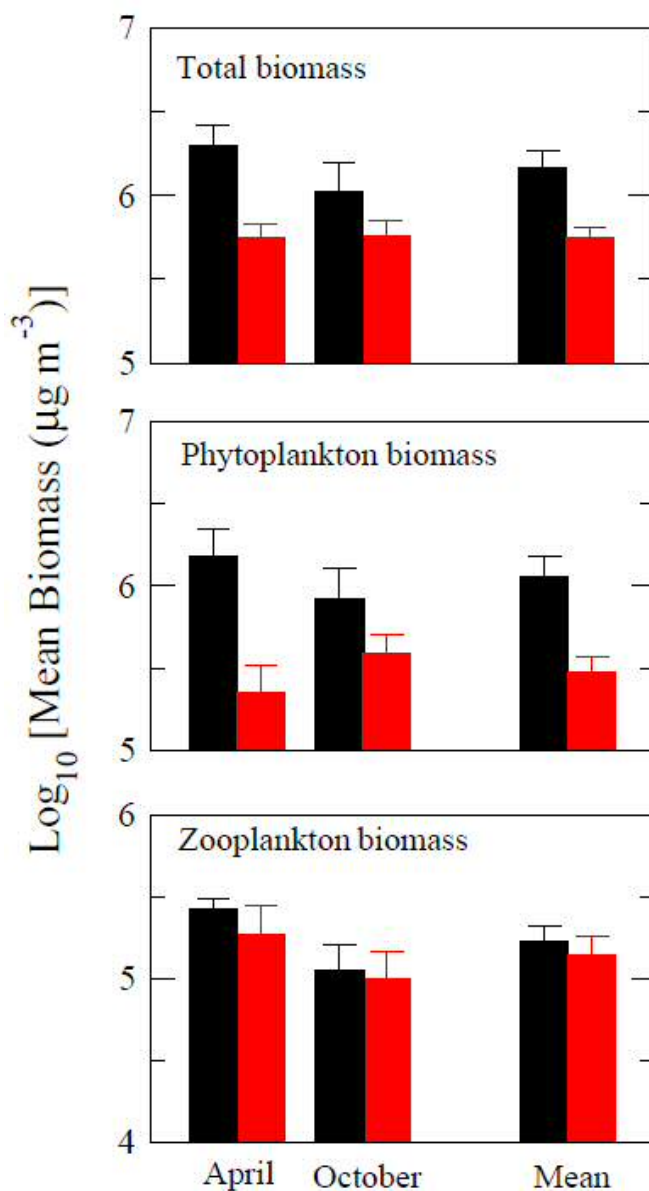 Log₁₀ [Mean Biomass (µg m⁻³)]
7
Total biomass
6
5
7
Phytoplankton biomass
6
5
6
Zooplankton biomass
5
4
April October Mean